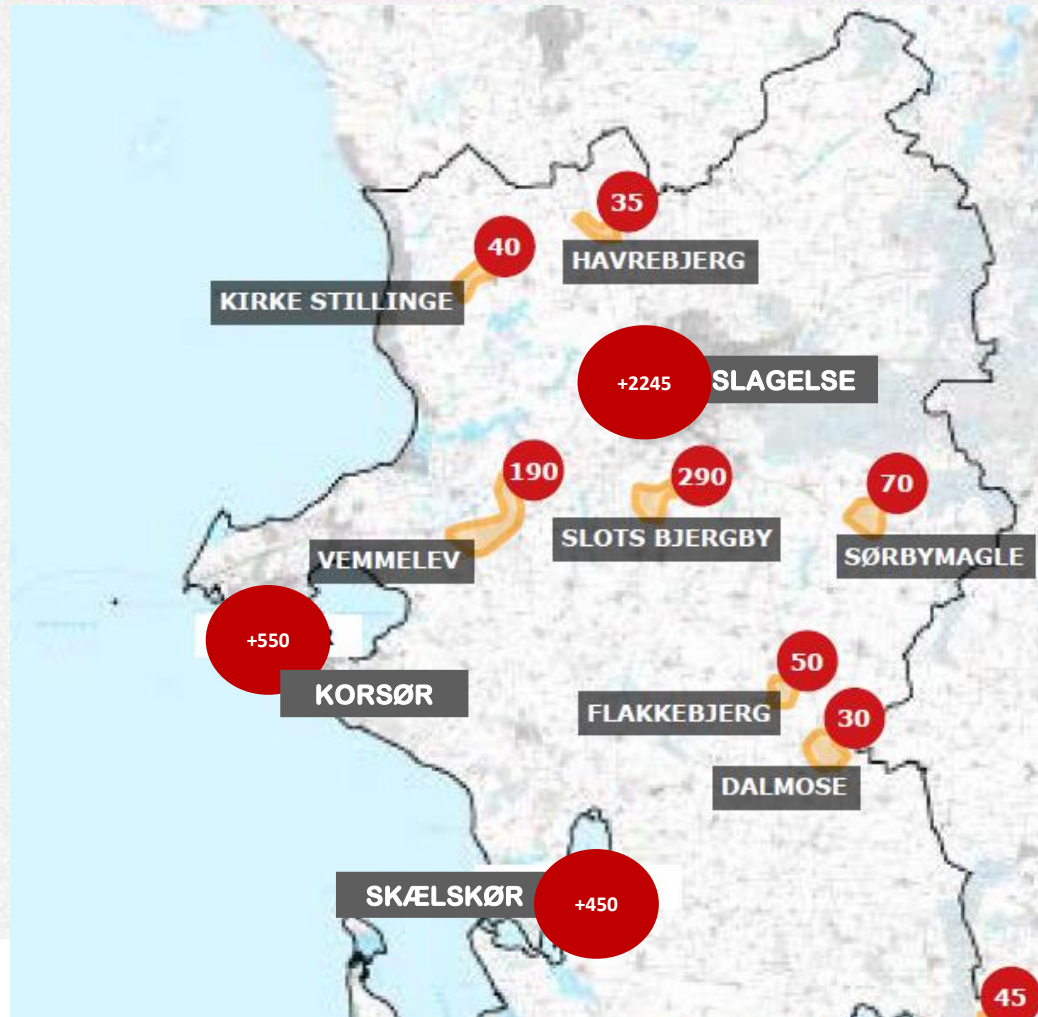 35
HAVREBJERG
40
KIRKE STILLINGE
+2245
SLAGELSE
190
VEMMELEV
290
SLOTS BJERGBY
70
SØRBYMAGLE
+550
KORSØR
50
FLAKKEBJERG
30
DALMOSE
SKÆLSKØR
+450
45